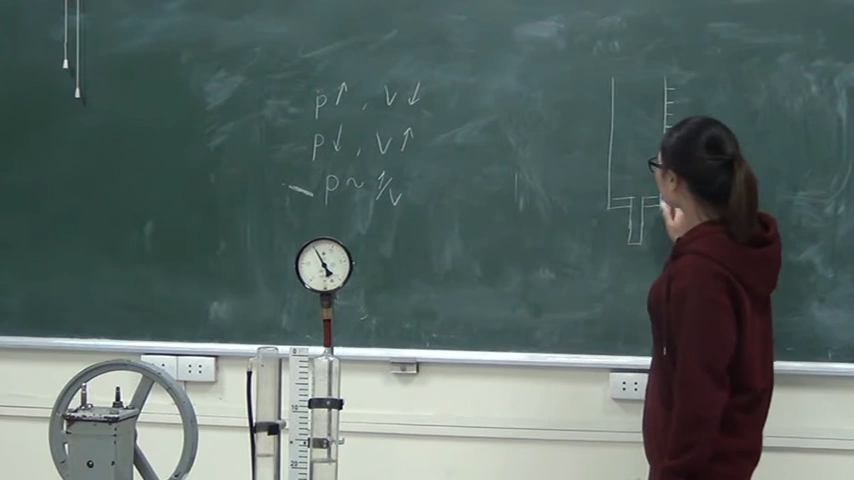 p↑, V↓
p↓, V↑
p ~ 1/V